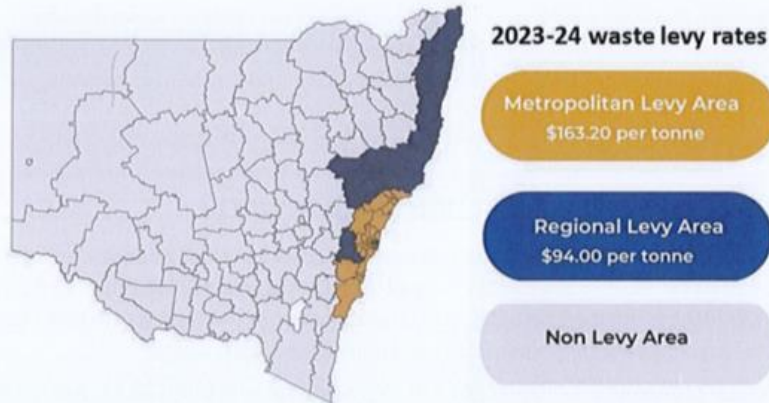 2023-24 waste levy rates
Metropolitan Levy Area
$163.20 per tonne
Regional Levy Area
$94.00 per tonne
Non Levy Area